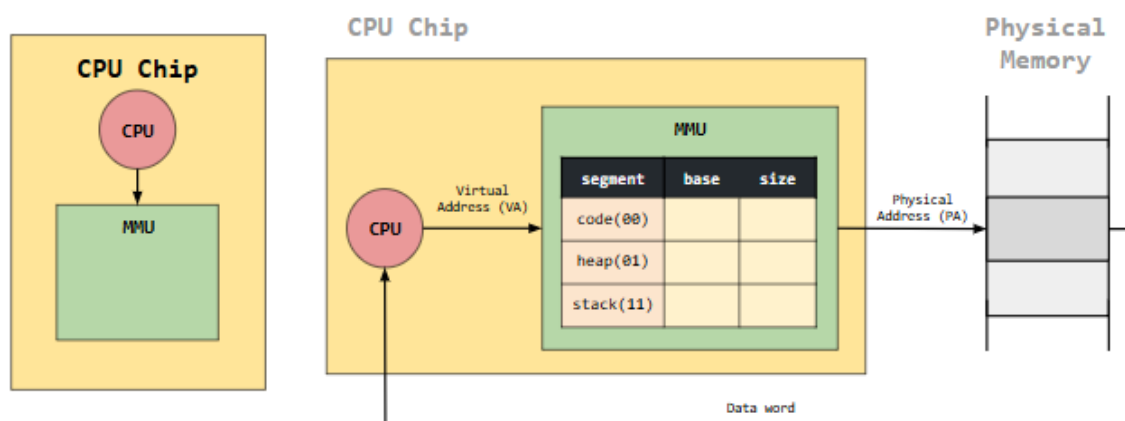 CPU Chip
CPU
MMU
CPU Chip
Physical
Memory
MMU
segment base size
code(00)
heap(01)
stack(11)
CPU
Virtual
Address (VA)
Physical
Address (PA)
Data word